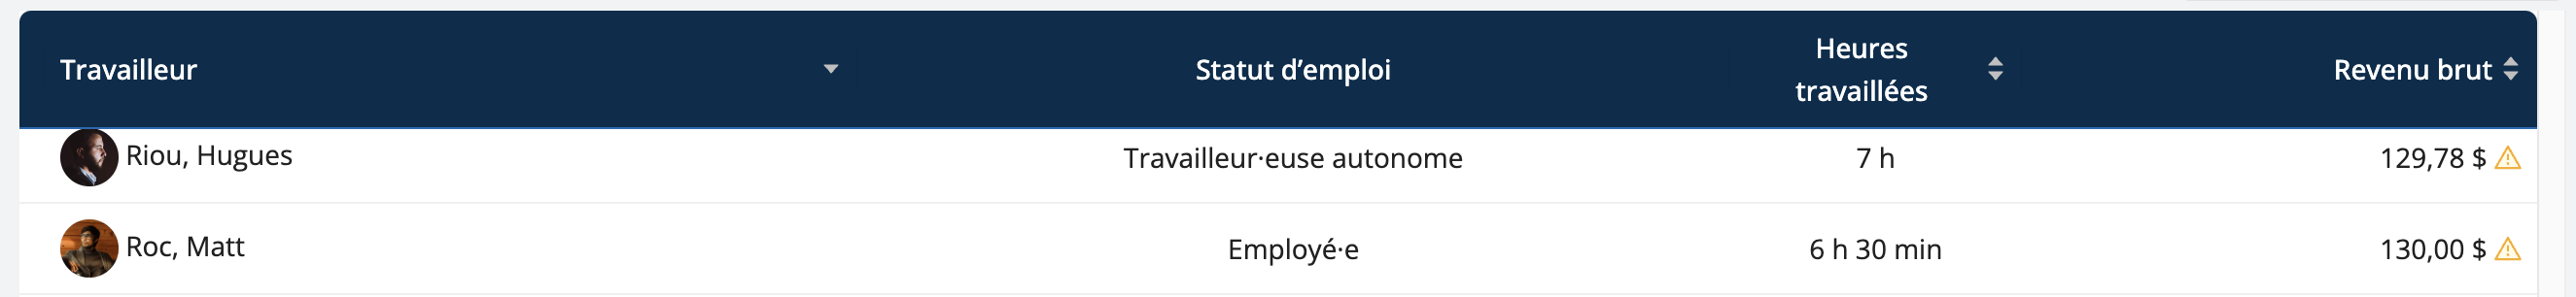 Travailleur
Statut d’emploi
Heures
travaillées
Revenu brut
Riou, Hugues
Travailleur·euse autonome
7 h
129,78 $
Roc, Matt
Employé·e
6 h 30 min
130,00 $